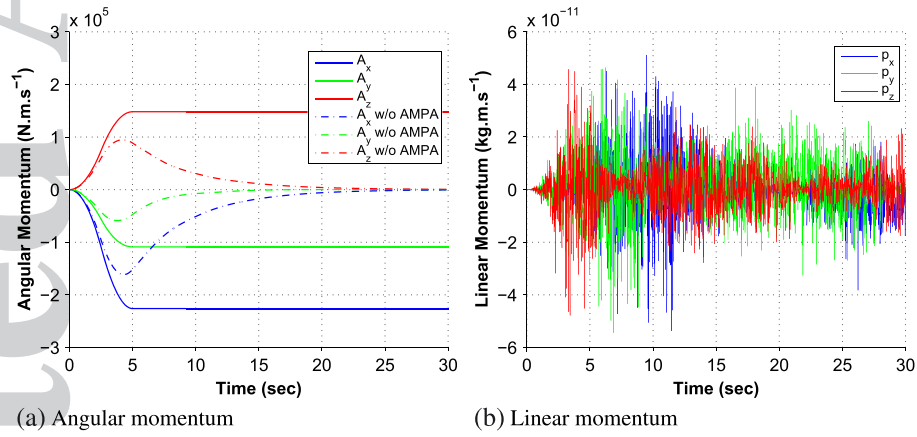 x 10⁵
3
2
1
0
−1
−2
−3
0 5 10 15 20 25 30
Angular Momentum (N.m.s⁻¹)
Time (sec)
A_x
A_y
A_z
A_x w/o AMPA
A_y w/o AMPA
A_z w/o AMPA
(a) Angular momentum
x 10⁻¹¹
6
4
2
0
−2
−4
−6
0 5 10 15 20 25 30
Linear Momentum (kg.m.s⁻¹)
Time (sec)
p_x
p_y
p_z
(b) Linear momentum